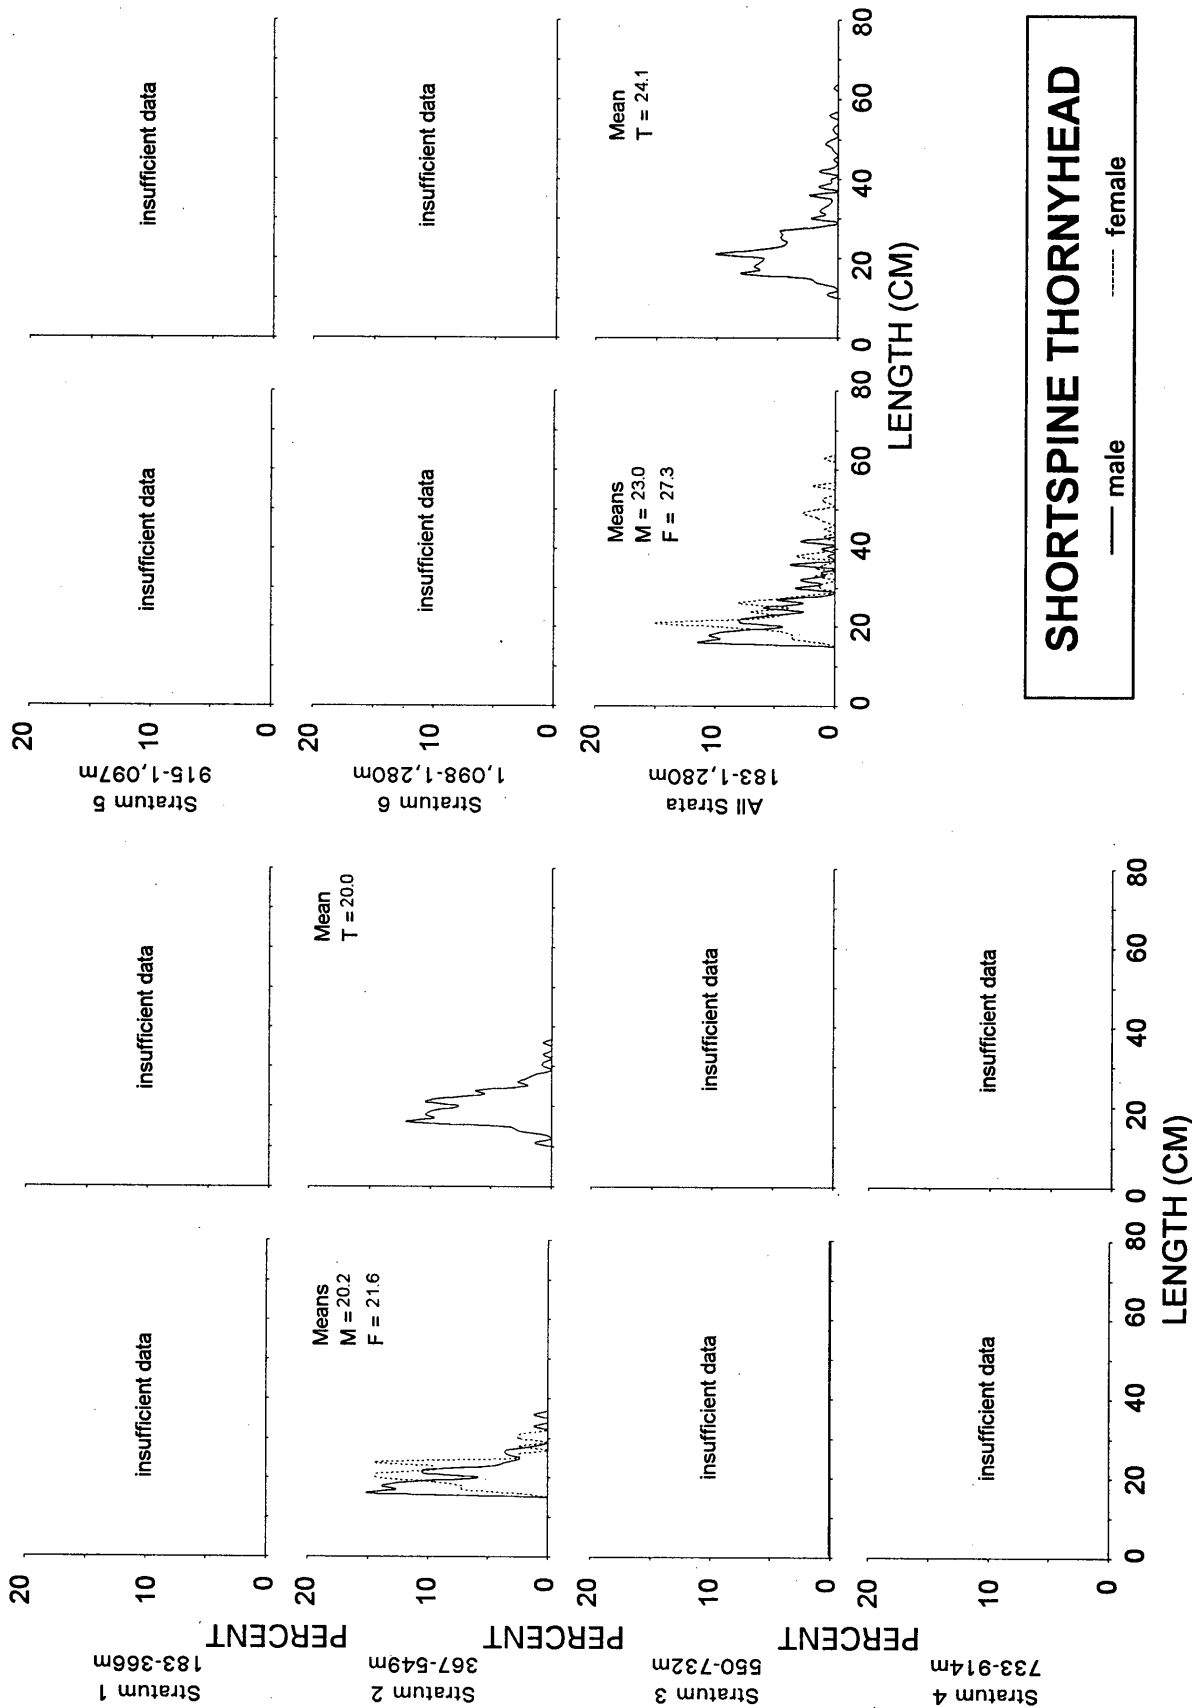 Stratum 1
183-366m
PERCENT
20
10
0
insufficient data
insufficient data
Stratum 2
367-549m
PERCENT
20
10
0
Means
M = 20.2
F = 21.6
Mean
T = 20.0
Stratum 3
550-732m
PERCENT
20
10
0
insufficient data
insufficient data
Stratum 4
733-914m
20
10
0
insufficient data
insufficient data
0 20 40 60 80
0 20 40 60 80
LENGTH (CM)
Stratum 5
915-1,097m
20
10
0
insufficient data
insufficient data
Stratum 6
1,098-1,280m
20
10
0
insufficient data
insufficient data
All Strata
183-1,280m
20
10
0
Means
M = 23.0
F = 27.3
Mean
T = 24.1
0 20 40 60 80
0 20 40 60 80
LENGTH (CM)
SHORTSPINE THORNYHEAD
male female